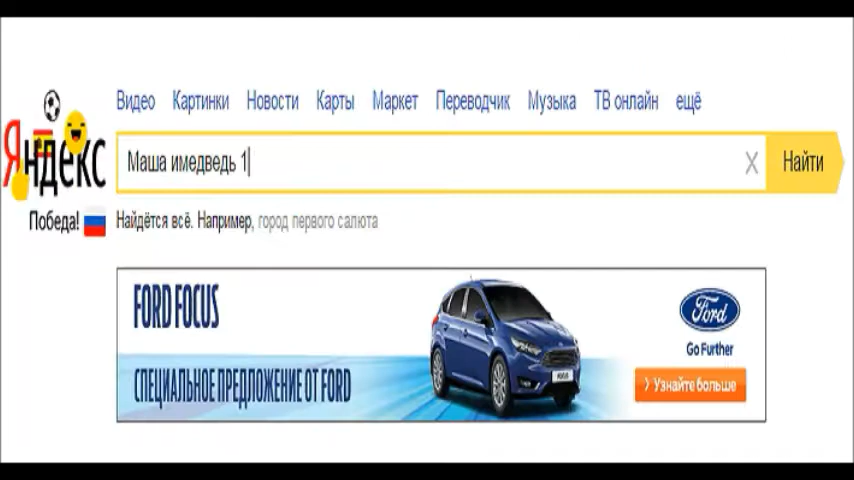 Видео Картинки Новости Карты Маркет Переводчик Музыка ТВ онлайн ещё
Яндекс
Маша имедведь 1
Найти
Победа!
Найдётся всё. Например, город первого салюта
FORD FOCUS
СПЕЦИАЛЬНОЕ ПРЕДЛОЖЕНИЕ ОТ FORD
Ford
Go Further
Узнайте больше